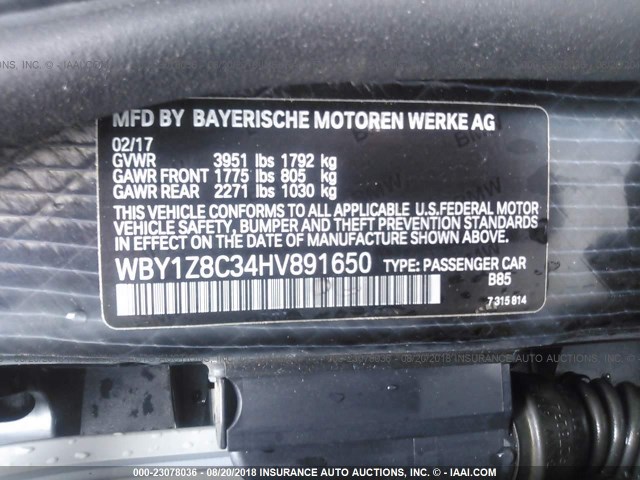 MFD BY BAYERISCHE MOTOREN WERKE AG
02/17
GVWR 3951 lbs 1792 kg
GAWR FRONT 1775 lbs 805 kg
GAWR REAR 2271 lbs 1030 kg
THIS VEHICLE CONFORMS TO ALL APPLICABLE U.S.FEDERAL MOTOR
VEHICLE SAFETY, BUMPER AND THEFT PREVENTION STANDARDS
IN EFFECT ON THE DATE OF MANUFACTURE SHOWN ABOVE.
WBY1Z8C34HV891650 TYPE: PASSENGER CAR
B85
7315814
000-23078036 - 08/20/2018 INSURANCE AUTO AUCTIONS, INC. - IAAI.COM